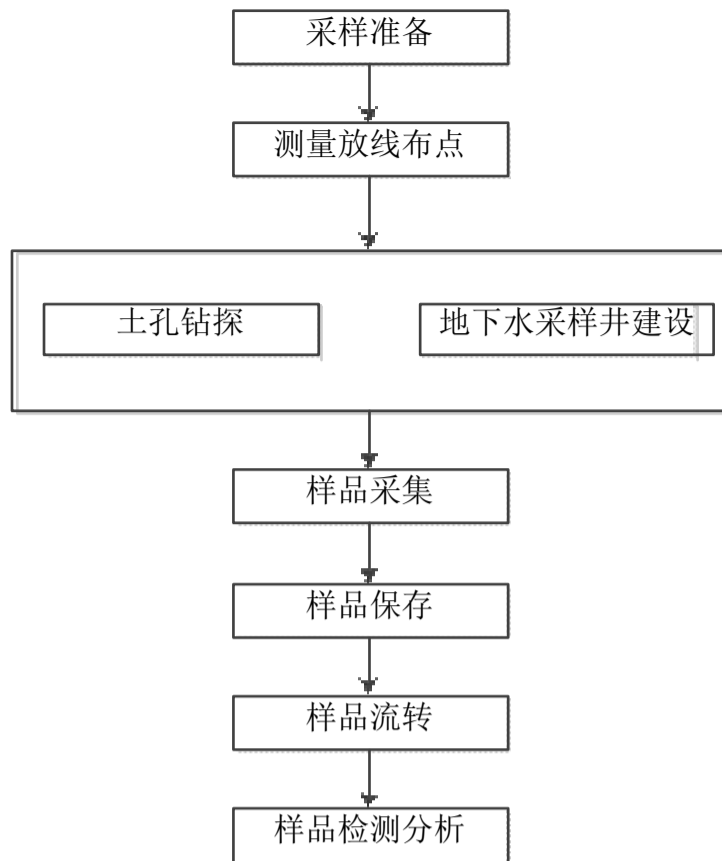 采样准备
测量放线布点
土孔钻探
地下水采样井建设
样品采集
样品保存
样品流转
样品检测分析